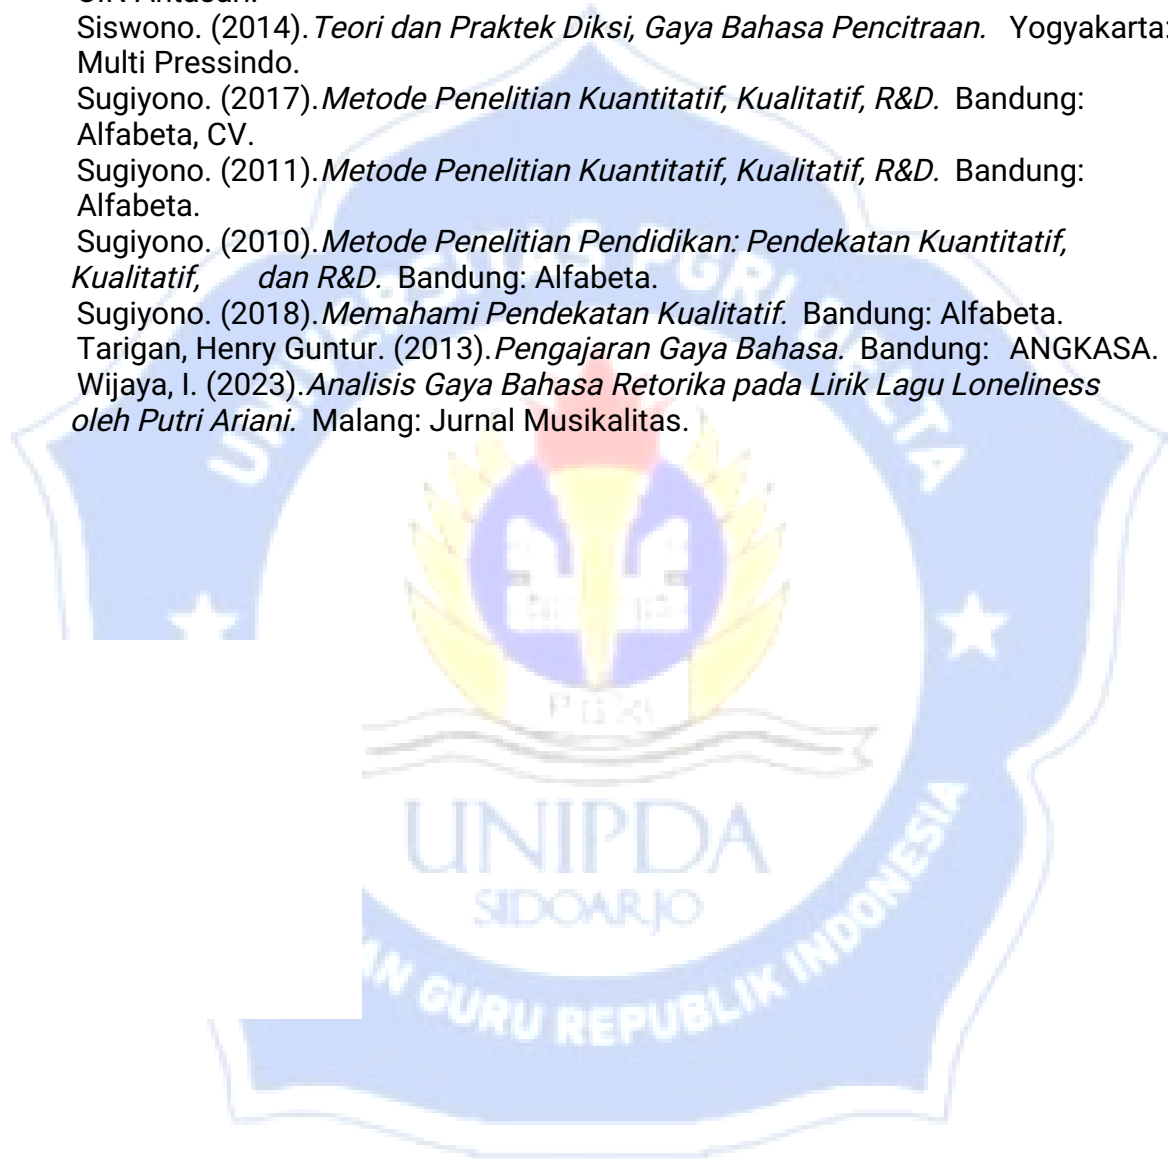 Siswono. (2014). Teori dan Praktek Diksi, Gaya Bahasa Pencitraan. Yogyakarta:
Multi Pressindo.
Sugiyono. (2017). Metode Penelitian Kuantitatif, Kualitatif, R&D. Bandung:
Alfabeta, CV.
Sugiyono. (2011). Metode Penelitian Kuantitatif, Kualitatif, R&D. Bandung:
Alfabeta.
Sugiyono. (2010). Metode Penelitian Pendidikan: Pendekatan Kuantitatif,
Kualitatif, dan R&D. Bandung: Alfabeta.
Sugiyono. (2018). Memahami Pendekatan Kualitatif. Bandung: Alfabeta.
Tarigan, Henry Guntur. (2013). Pengajaran Gaya Bahasa. Bandung: ANGKASA.
Wijaya, I. (2023). Analisis Gaya Bahasa Retorika pada Lirik Lagu Loneliness
oleh Putri Ariani. Malang: Jurnal Musikalitas.
UNIVERSITAS PGRI DELTA
PGRI
UNIPDA
SIDOARJO
GURU REPUBLIK INDONESIA